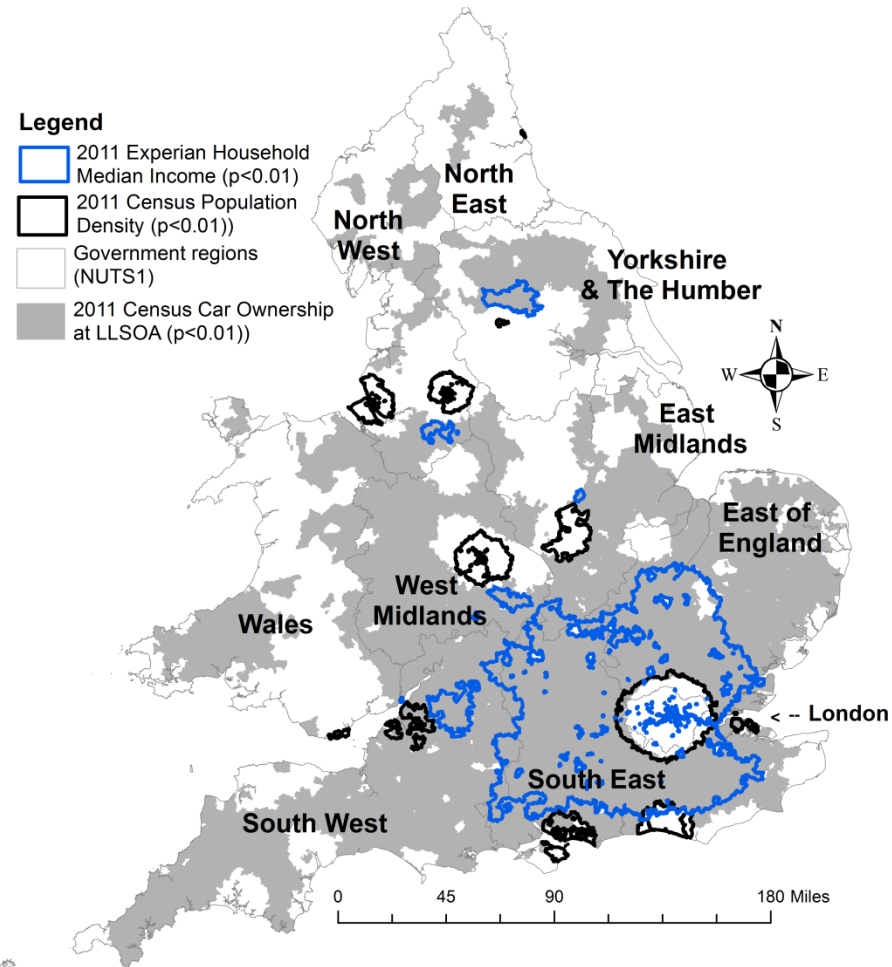 Legend
2011 Experian Household
Median Income (p<0.01)
2011 Census Population
Density (p<0.01))
Government regions
(NUTS1)
2011 Census Car Ownership
at LLSOA (p<0.01))
North
East
North
West
Yorkshire
& The Humber
N
W
E
S
East
Midlands
East of
England
West
Midlands
Wales
< -- London
South East
South West
0
45
90
180 Miles